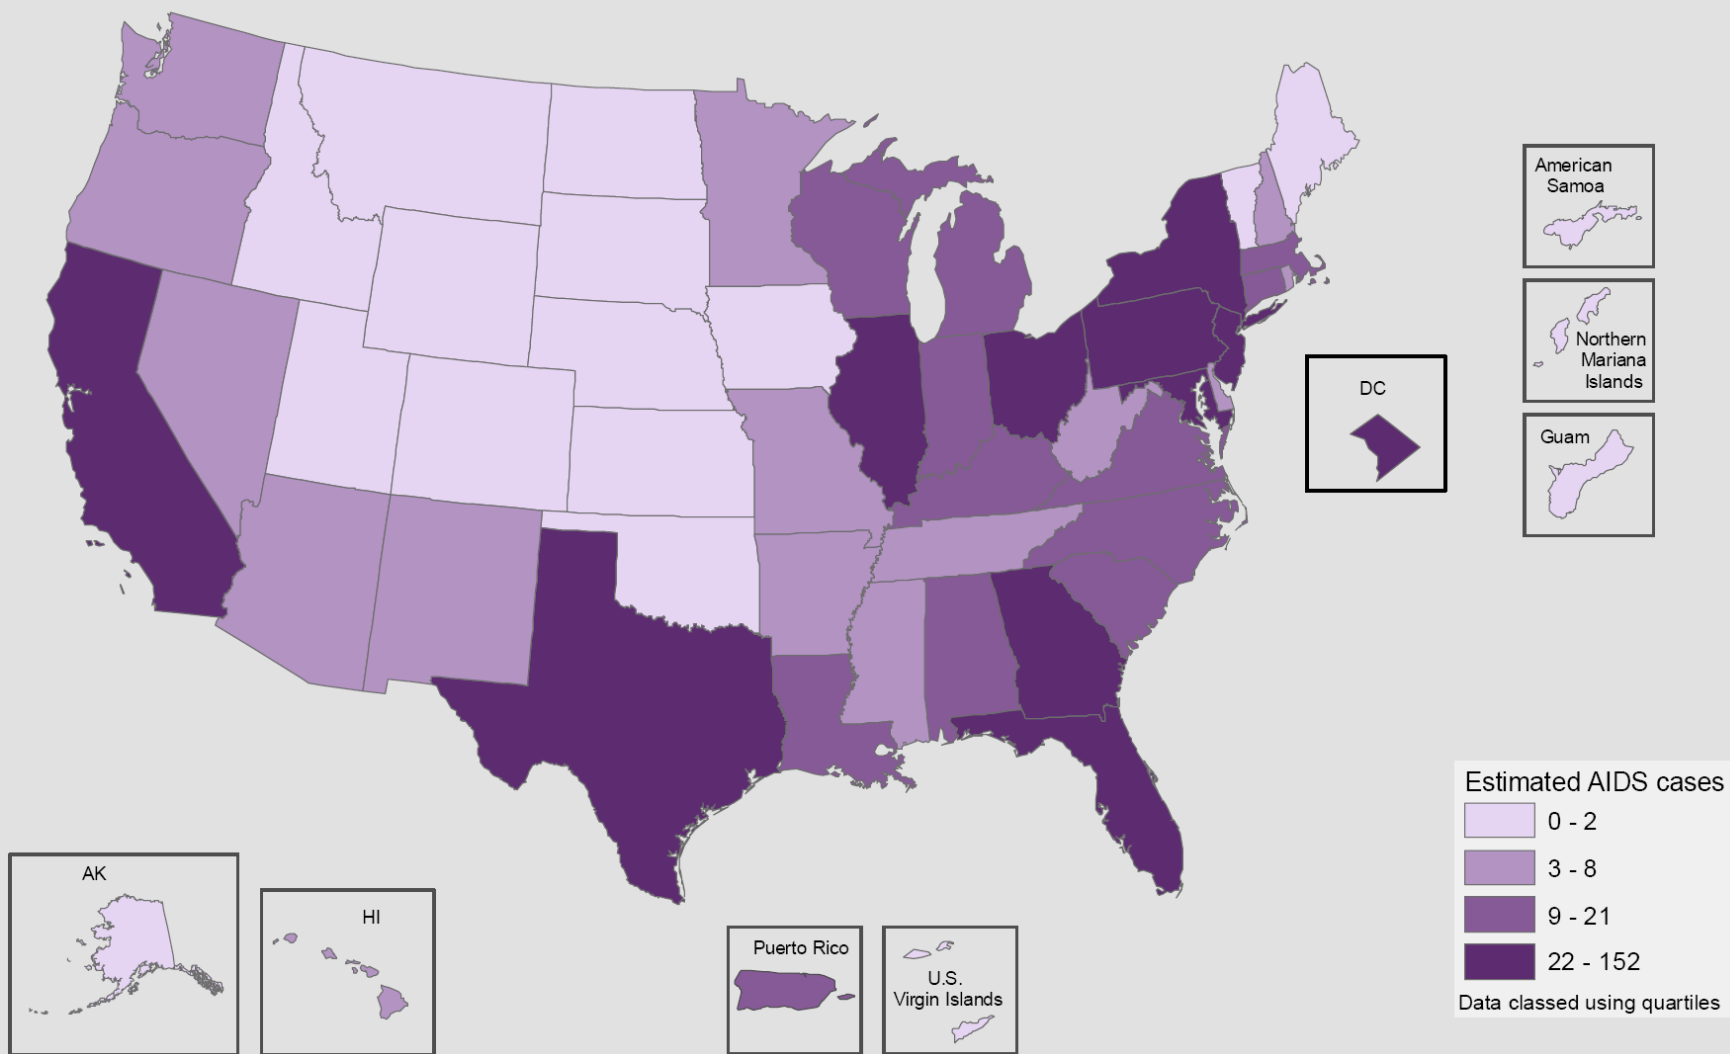 American
Samoa
Northern
Mariana
Islands
DC
Guam
Estimated AIDS cases
0 - 2
3 - 8
9 - 21
22 - 152
Data classed using quartiles
AK
HI
Puerto Rico
U.S.
Virgin Islands